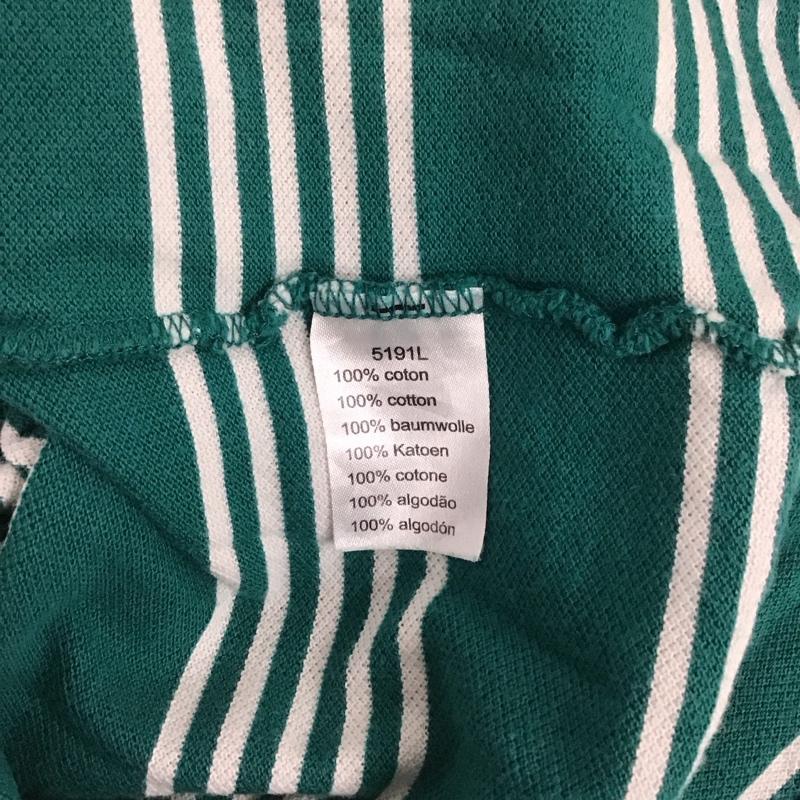 5191L
100% coton
100% cotton
100% baumwolle
100% Katoen
100% cotone
100% algodão
100% algodón